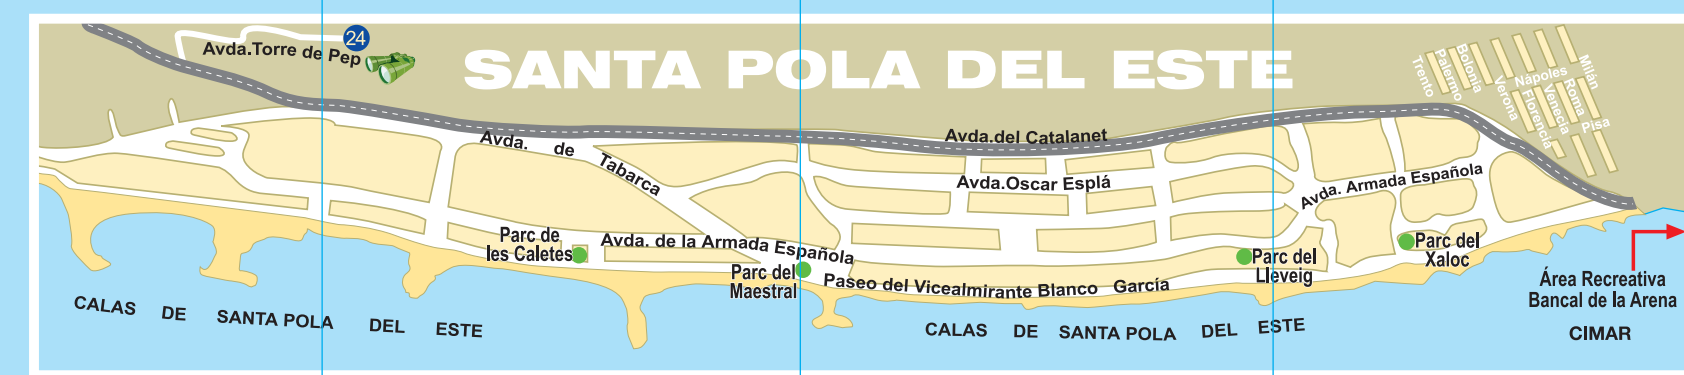 24
Avda.Torre de Pep
SANTA POLA DEL ESTE
Trento
Palermo
Bolonia
Verona
Nápoles
Florencia
Venecia
Roma
Milán
Pisa
Avda. de Tabarca
Avda.del Catalanet
Avda.Oscar Esplá
Avda. Armada Española
Parc de
les Caletes
Avda. de la Armada Española
Parc del
Maestral
Paseo del Vicealmirante Blanco García
Parc del
Lleveig
Parc del
Xaloc
Área Recreativa
Bancal de la Arena
CALAS DE SANTA POLA DEL ESTE
CALAS DE SANTA POLA DEL ESTE
CIMAR